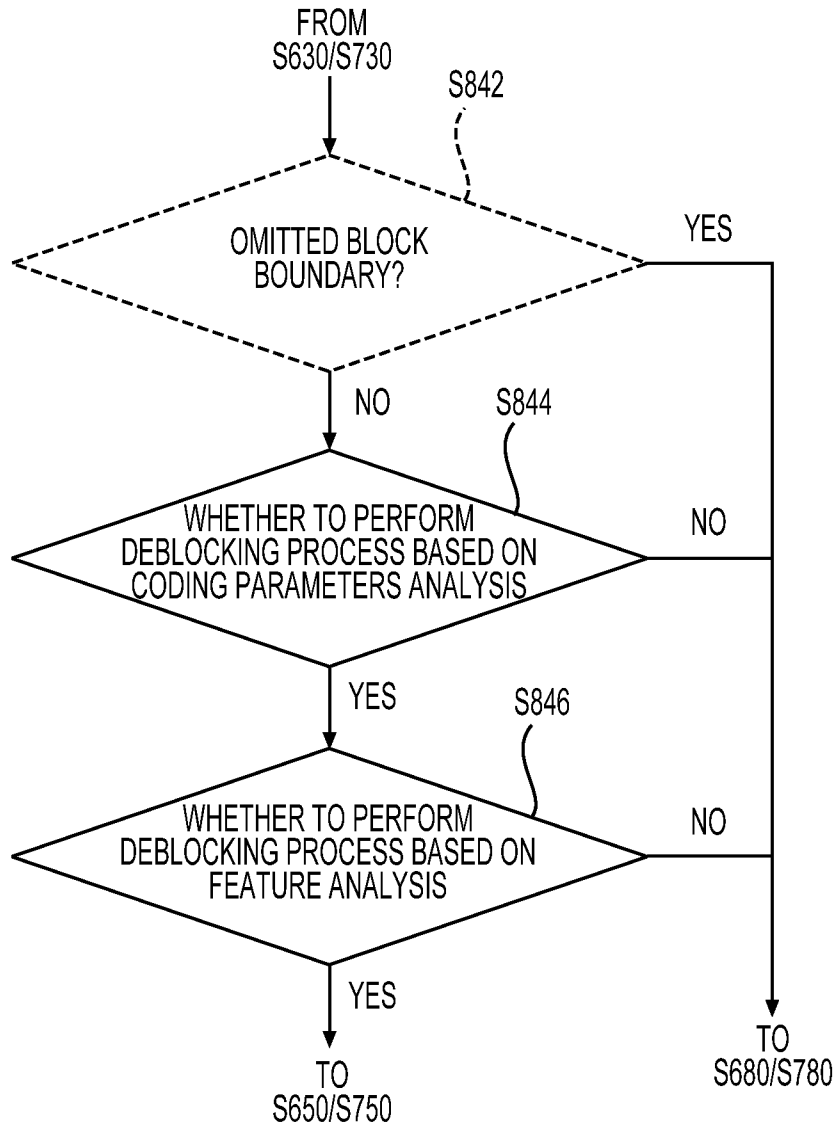 FROM
S630/S730
S842
OMITTED BLOCK
BOUNDARY?
YES
NO
S844
WHETHER TO PERFORM
DEBLOCKING PROCESS BASED ON
CODING PARAMETERS ANALYSIS
NO
YES
S846
WHETHER TO PERFORM
DEBLOCKING PROCESS BASED ON
FEATURE ANALYSIS
NO
YES
TO
S650/S750
TO
S680/S780